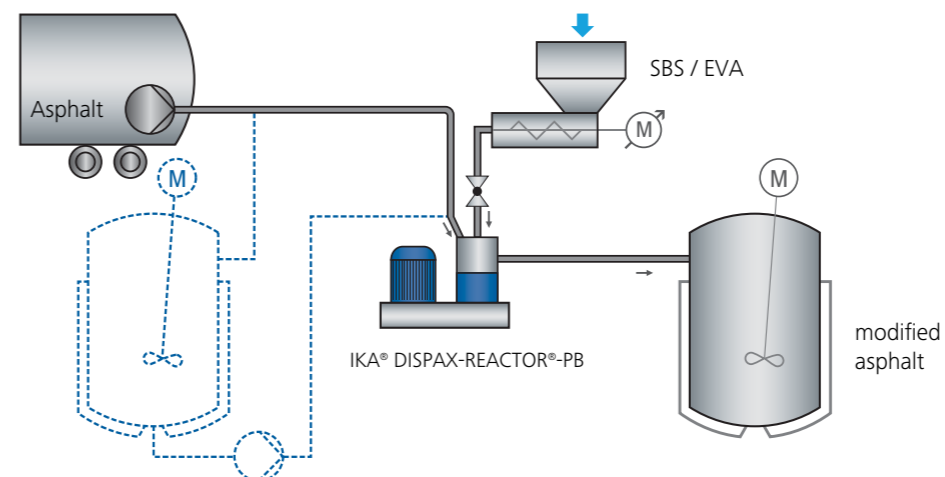 Asphalt
SBS / EVA
M
M
M
IKA® DISPAX-REACTOR®-PB
modified
asphalt